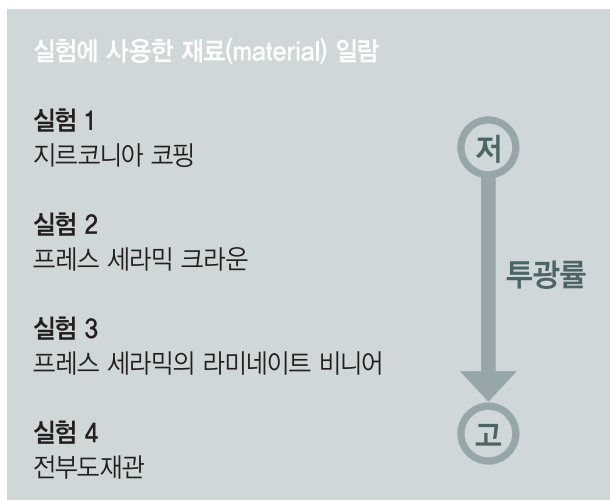 실험에 사용한 재료(material) 일람
실험 1
지르코니아 코핑
저
실험 2
프레스 세라믹 크라운
투광률
실험 3
프레스 세라믹의 라미네이트 비니어
실험 4
전부도재관
고